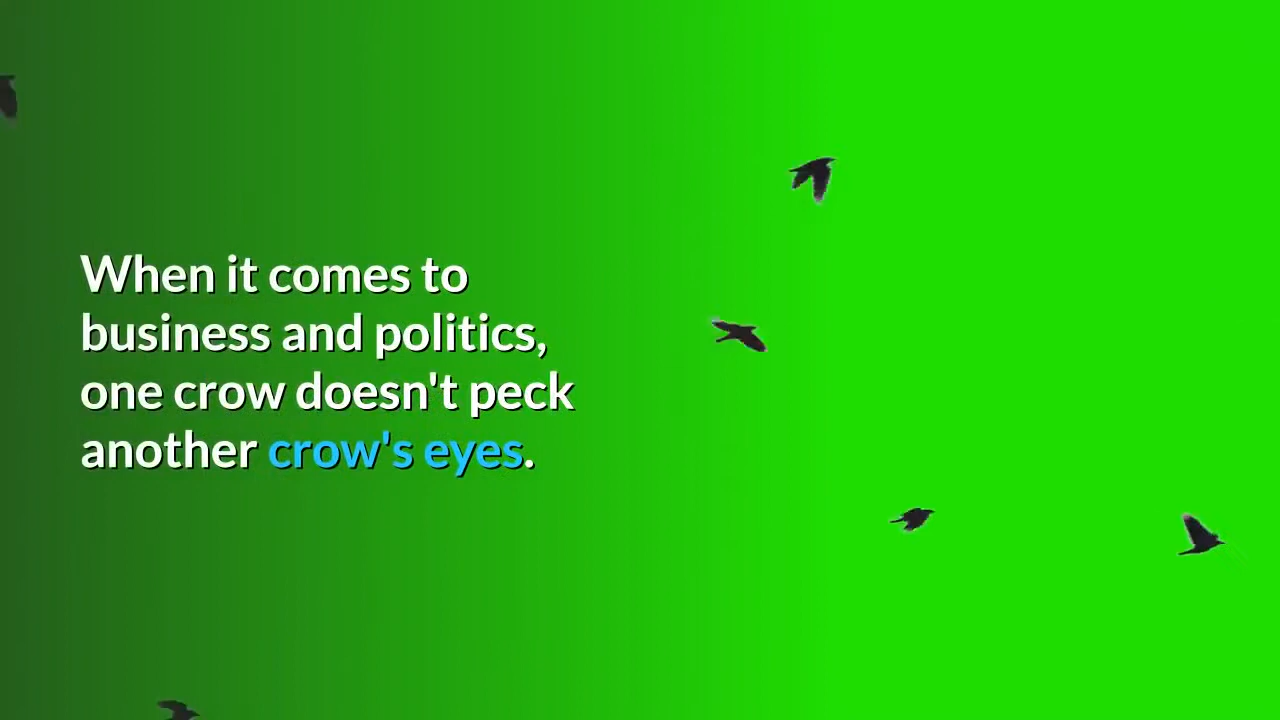 When it comes to
business and politics,
one crow doesn't peck
another crow's eyes.